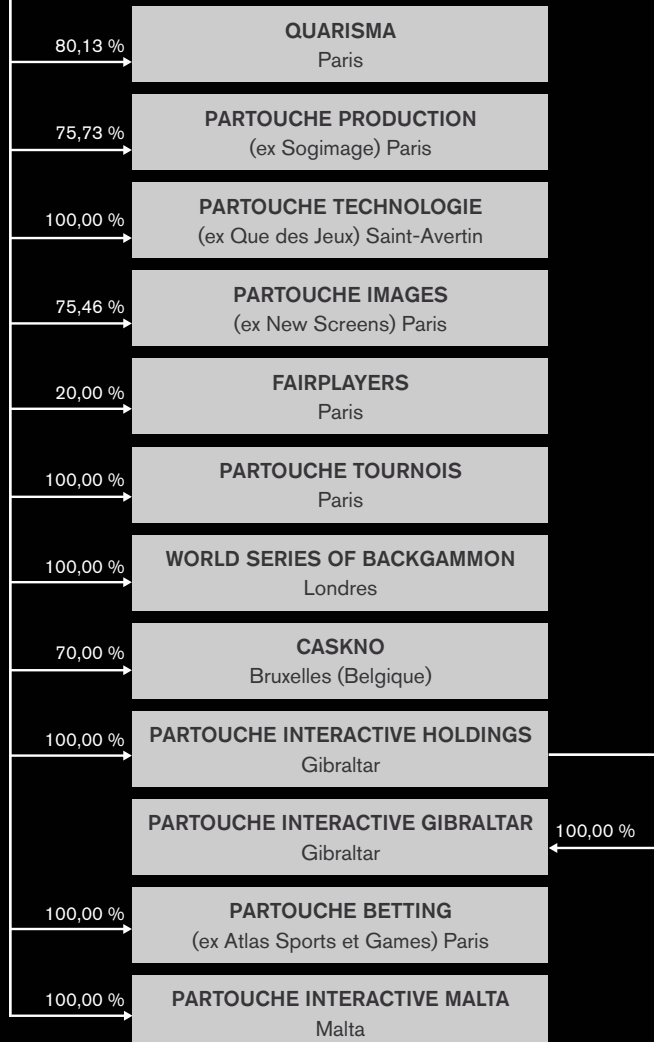 80,13 %
QUARISMA
Paris
75,73 %
PARTOUCHE PRODUCTION
(ex Sogimage) Paris
100,00 %
PARTOUCHE TECHNOLOGIE
(ex Que des Jeux) Saint-Avertin
75,46 %
PARTOUCHE IMAGES
(ex New Screens) Paris
20,00 %
FAIRPLAYERS
Paris
100,00 %
PARTOUCHE TOURNOIS
Paris
100,00 %
WORLD SERIES OF BACKGAMMON
Londres
70,00 %
CASKNO
Bruxelles (Belgique)
100,00 %
PARTOUCHE INTERACTIVE HOLDINGS
Gibraltar
PARTOUCHE INTERACTIVE GIBRALTAR
Gibraltar
100,00 %
100,00 %
PARTOUCHE BETTING
(ex Atlas Sports et Games) Paris
100,00 %
PARTOUCHE INTERACTIVE MALTA
Malta